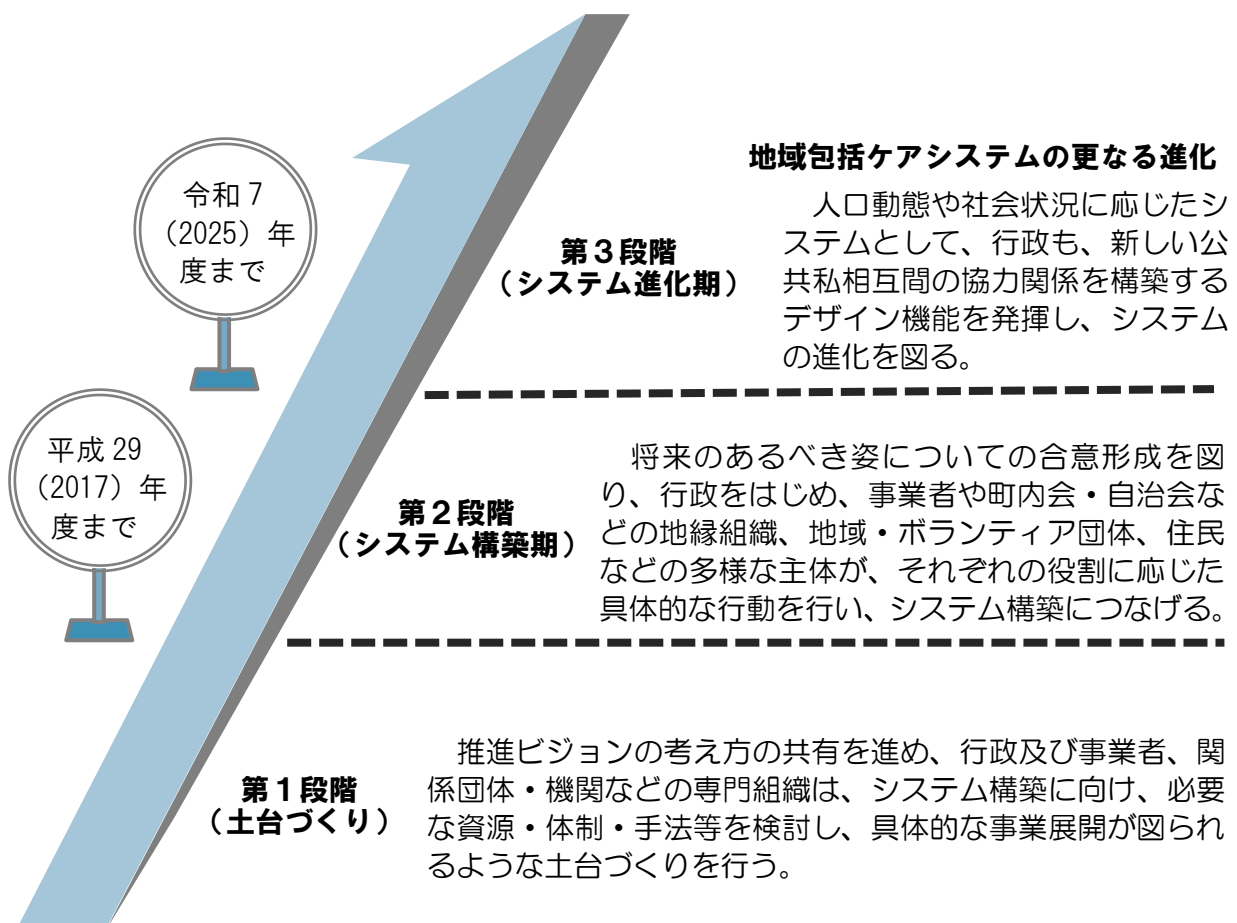 地域包括ケアシステムの更なる進化
令和7
（2025）年
度まで
第３段階
（システム進化期）
人口動態や社会状況に応じたシ
ステムとして、行政も、新しい公
共私相互間の協力関係を構築する
デザイン機能を発揮し、システム
の進化を図る。
平成29
（2017）年
度まで
第２段階
（システム構築期）
将来のあるべき姿についての合意形成を図
り、行政をはじめ、事業者や町内会・自治会な
どの地縁組織、地域・ボランティア団体、住民
などの多様な主体が、それぞれの役割に応じた
具体的な行動を行い、システム構築につなげる。
第１段階
（土台づくり）
推進ビジョンの考え方の共有を進め、行政及び事業者、関
係団体・機関などの専門組織は、システム構築に向け、必要
な資源・体制・手法等を検討し、具体的な事業展開が図られ
るような土台づくりを行う。